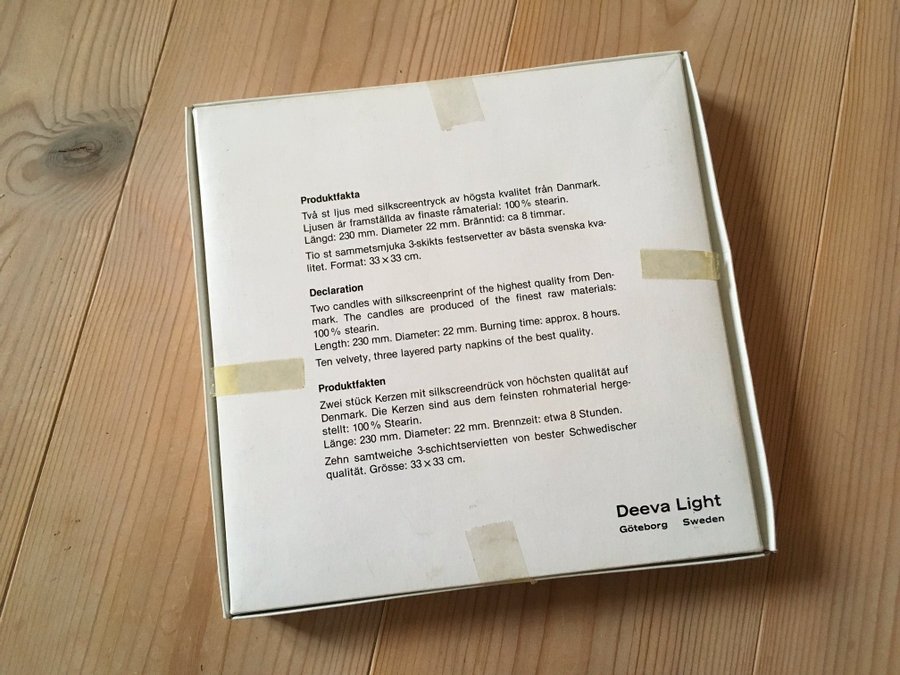 Produktfakta
Två st ljus med silkscreentryck av högsta kvalitet från Danmark.
Ljusen är framställda av finaste råmaterial: 100% stearin.
Längd: 230 mm. Diameter 22 mm. Bränntid: ca 8 timmar.
Tio st sammetsmjuka 3-skikts festservetter av bästa svenska kva-
litet. Format: 33 x 33 cm.
Declaration
Two candles with silkscreenprint of the highest quality from Den-
mark. The candles are produced of the finest raw materials:
100% stearin.
Length: 230 mm. Diameter: 22 mm. Burning time: approx. 8 hours.
Ten velvety, three layered party napkins of the best quality.
Produktfakten
Zwei stück Kerzen mit silkscreendrück von höchsten qualität auf
Denmark. Die Kerzen sind aus dem feinsten rohmaterial herge-
stellt: 100% Stearin.
Länge: 230 mm. Diameter: 22 mm. Brennzeit: etwa 8 Stunden.
Zehn samtweiche 3-schichtservietten von bester Schwedischer
qualität. Grösse: 33 x 33 cm.
Deeva Light
Göteborg Sweden